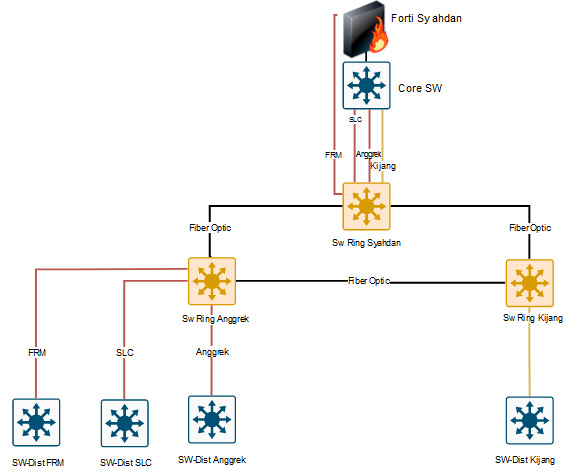 Forti Syahdan
Core SW
SLC
FRM
Anggrek
Kijang
Fiber Optic
Sw Ring Syahdan
Fiber Optic
Fiber Optic
Sw Ring Anggrek
Sw Ring Kijang
FRM
SLC
Anggrek
SW-Dist FRM
SW-Dist SLC
SW-Dist Anggrek
SW-Dist Kijang